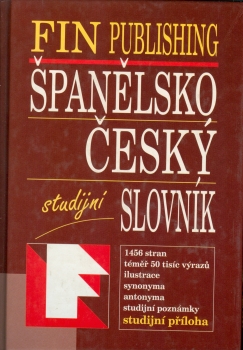 FIN PUBLISHING
ŠPANĚLSKO
ČESKÝ
studijní SLOVNÍK
1456 stran
téměř 50 tisíc výrazů
ilustrace
synonyma
antonyma
studijní poznámky
studijní příloha